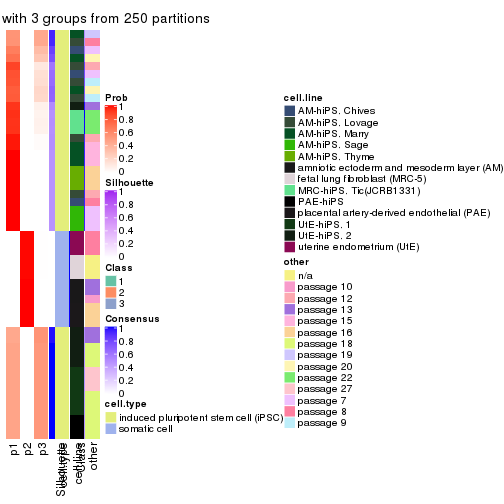 with 3 groups from 250 partitions
Prob
1
0.8
0.6
0.4
0.2
0
Silhouette
1
0.8
0.6
0.4
0.2
0
Class
1
2
3
Consensus
1
0.8
0.6
0.4
0.2
0
cell.type
induced pluripotent stem cell (iPSC)
somatic cell
cell.line
AM-hiPS. Chives
AM-hiPS. Lovage
AM-hiPS. Marry
AM-hiPS. Sage
AM-hiPS. Thyme
amniotic ectoderm and mesoderm layer (AM)
fetal lung fibroblast (MRC-5)
MRC-hiPS. Tic(JCRB1331)
PAE-hiPS
placental artery-derived endothelial (PAE)
UtE-hiPS. 1
UtE-hiPS. 2
uterine endometrium (UtE)
other
n/a
passage 10
passage 12
passage 13
passage 15
passage 16
passage 18
passage 19
passage 20
passage 22
passage 27
passage 7
passage 8
passage 9
p1
p2
p3
Silhouette
cell.type
cell.line
Class
other